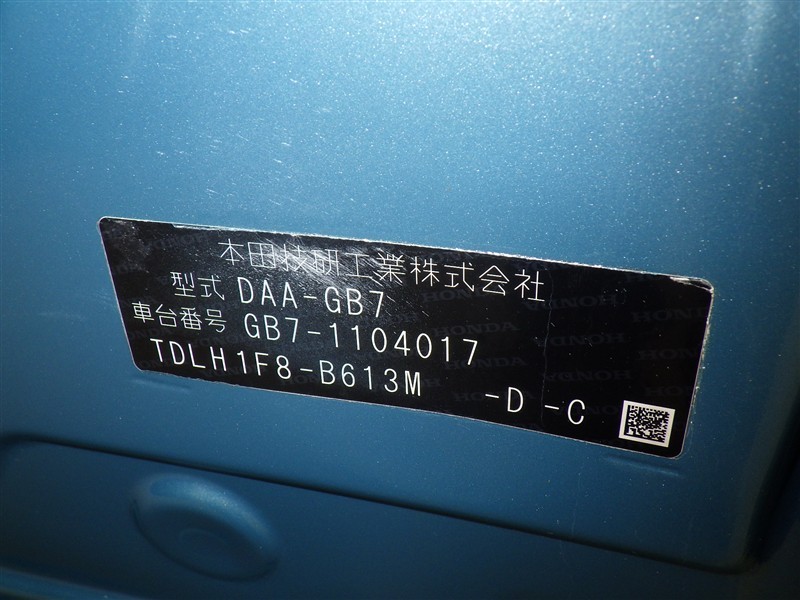 本田技研工業株式会社
型式 DAA-GB7
車台番号 GB7-1104017
TDLH1F8-B613M -D -C